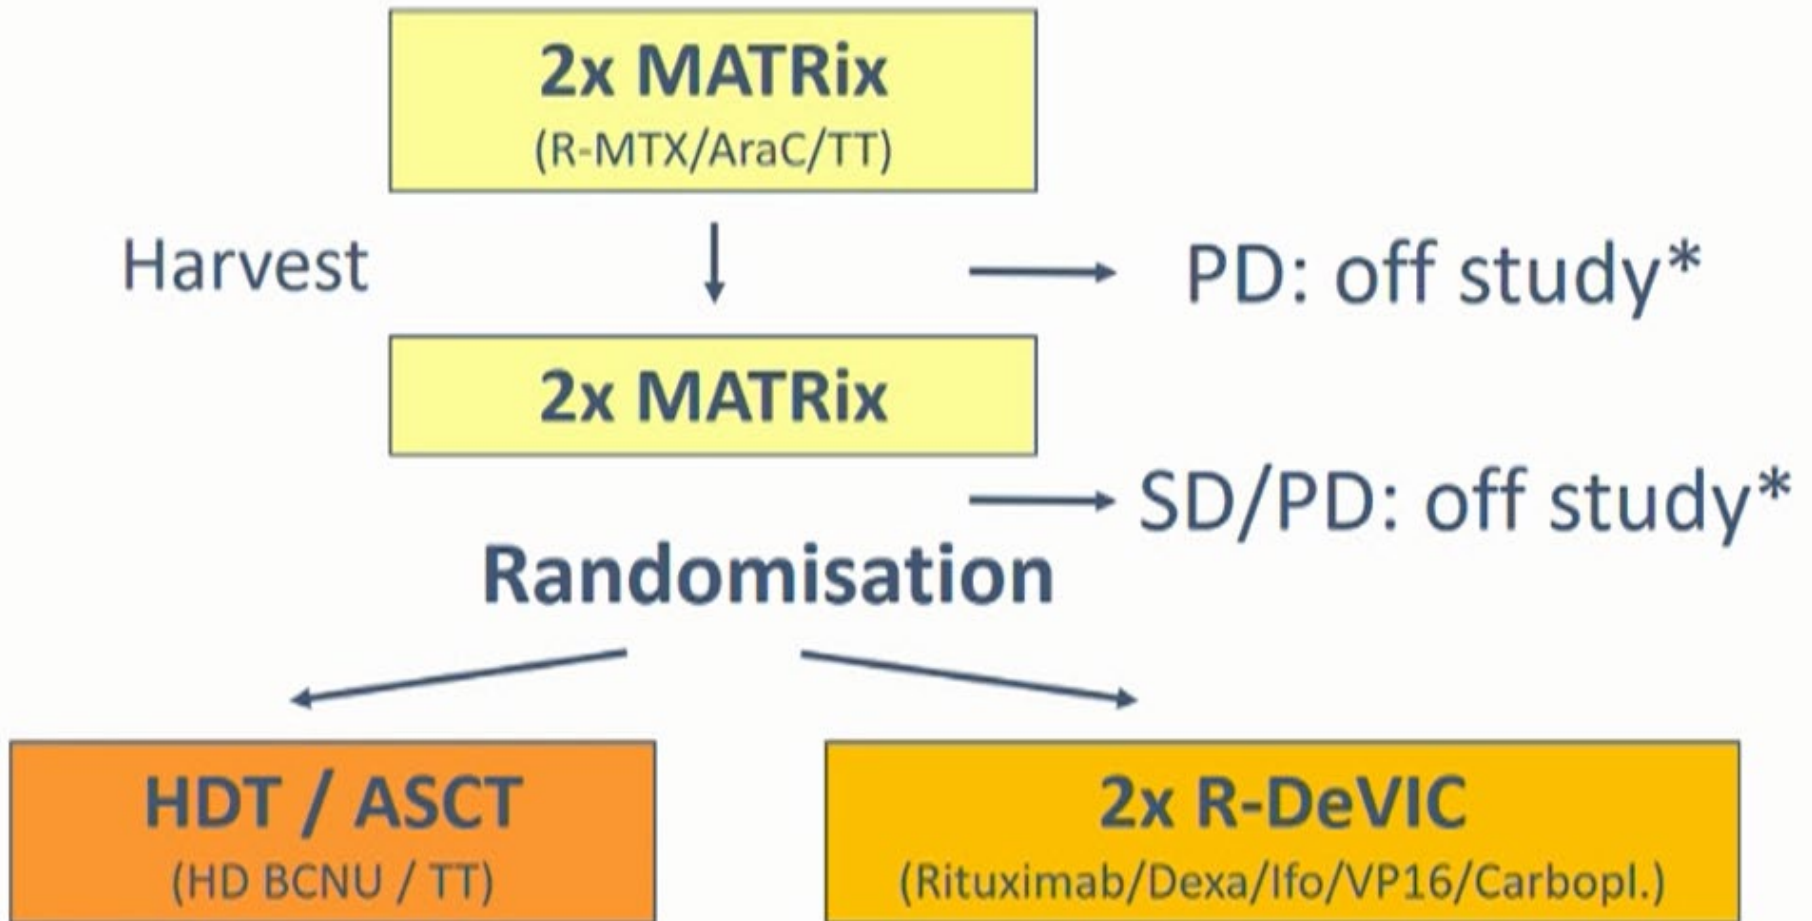 2x MATRix
(R-MTX/AraC/TT)
Harvest
PD: off study*
2x MATRix
SD/PD: off study*
Randomisation
HDT / ASCT
(HD BCNU / TT)
2x R-DeVIC
(Rituximab/Dexa/Ifo/VP16/Carbopl.)